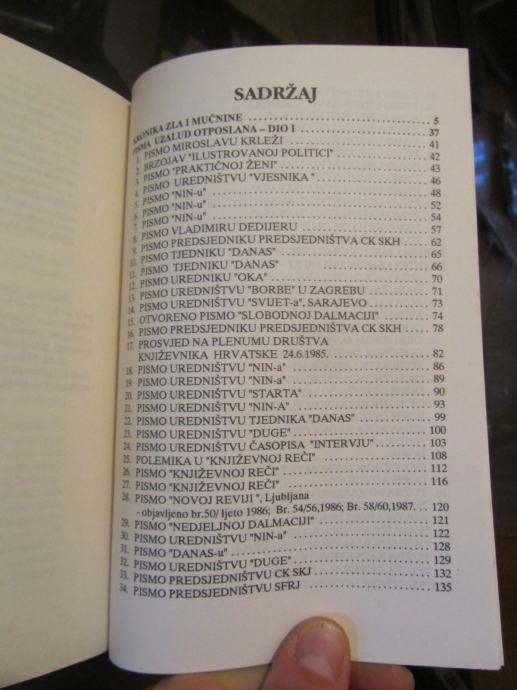 SADRŽAJ
KRONIKA ZLA I MUČNINE ........ 5
PISMA UZALUD OTPOSLANA – DIO I ........ 37
1. PISMO MIROSLAVU KRLEŽI ........ 41
2. BRZOJAV "ILUSTROVANOJ POLITICI" ........ 42
3. PISMO "PRAKTIČNOJ ŽENI" ........ 43
4. PISMO UREDNIŠTVU "VJESNIKA" ........ 46
5. PISMO "NIN-u" ........ 48
6. PISMO "NIN-u" ........ 52
7. PISMO "NIN-u" ........ 54
8. PISMO VLADIMIRU DEDIJERU ........ 57
9. PISMO PREDSJEDNIKU PREDSJEDNIŠTVA CK SKH ........ 62
10. PISMO TJEDNIKU "DANAS" ........ 65
11. PISMO TJEDNIKU "DANAS" ........ 66
12. PISMO UREDNIKU "OKA" ........ 70
13. PISMO UREDNIŠTVU "BORBE" U ZAGREBU ........ 71
14. PISMO UREDNIŠTVU "SVIJET-a", SARAJEVO ........ 73
15. OTVORENO PISMO "SLOBODNOJ DALMACIJI" ........ 74
16. PISMO PREDSJEDNIKU PREDSJEDNIŠTVA CK SKH ........ 78
17. PROSVJED NA PLENUMU DRUŠTVA
KNJIŽEVNIKA HRVATSKE 24.6.1985. ........ 82
18. PISMO UREDNIŠTVU "NIN-a" ........ 86
19. PISMO UREDNIŠTVU "NIN-a" ........ 89
20. PISMO UREDNIŠTVU "STARTA" ........ 90
21. PISMO UREDNIŠTVU "NIN-A" ........ 93
22. PISMO UREDNIŠTVU TJEDNIKA "DANAS" ........ 99
23. PISMO UREDNIŠTVU "DUGE" ........ 100
24. PISMO UREDNIŠTVU ČASOPISA "INTERVJU" ........ 103
25. POLEMIKA U "KNJIŽEVNOJ REČI" ........ 108
26. PISMO "KNJIŽEVNOJ REČI" ........ 112
27. PISMO "KNJIŽEVNOJ REČI" ........ 116
28. PISMO "NOVOJ REVIJI", Ljubljana
- objavljeno br.50/ ljeto 1986; Br. 54/56,1986; Br. 58/60,1987. .. 120
29. PISMO "NEDJELJNOJ DALMACIJI" ........ 121
30. PISMO UREDNIŠTVU "NIN-a" ........ 122
31. PISMO "DANAS-u" ........ 128
32. PISMO UREDNIŠTVU "DUGE" ........ 129
33. PISMO PREDSJEDNIŠTVU CK SKJ ........ 132
34. PISMO PREDSJEDNIŠTVU SFRJ ........ 135